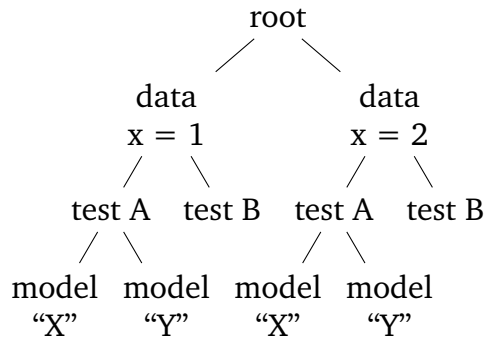 root
data data
x = 1 x = 2
test A test B test A test B
model model model model
“X” “Y” “X” “Y”